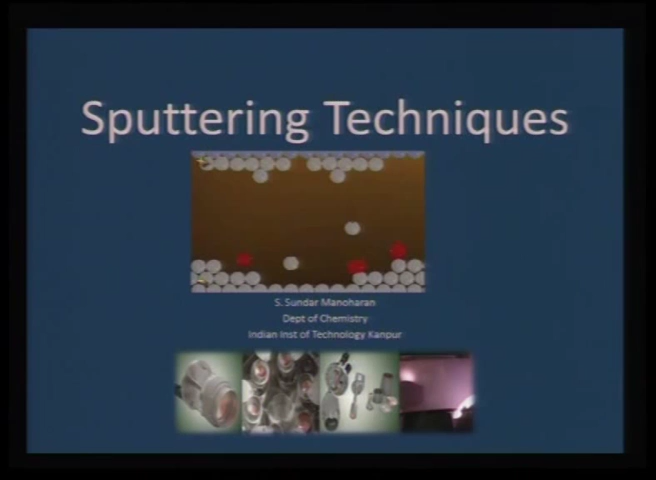 Sputtering Techniques
S. Sundar Manoharan
Dept of Chemistry
Indian Inst of Technology Kanpur